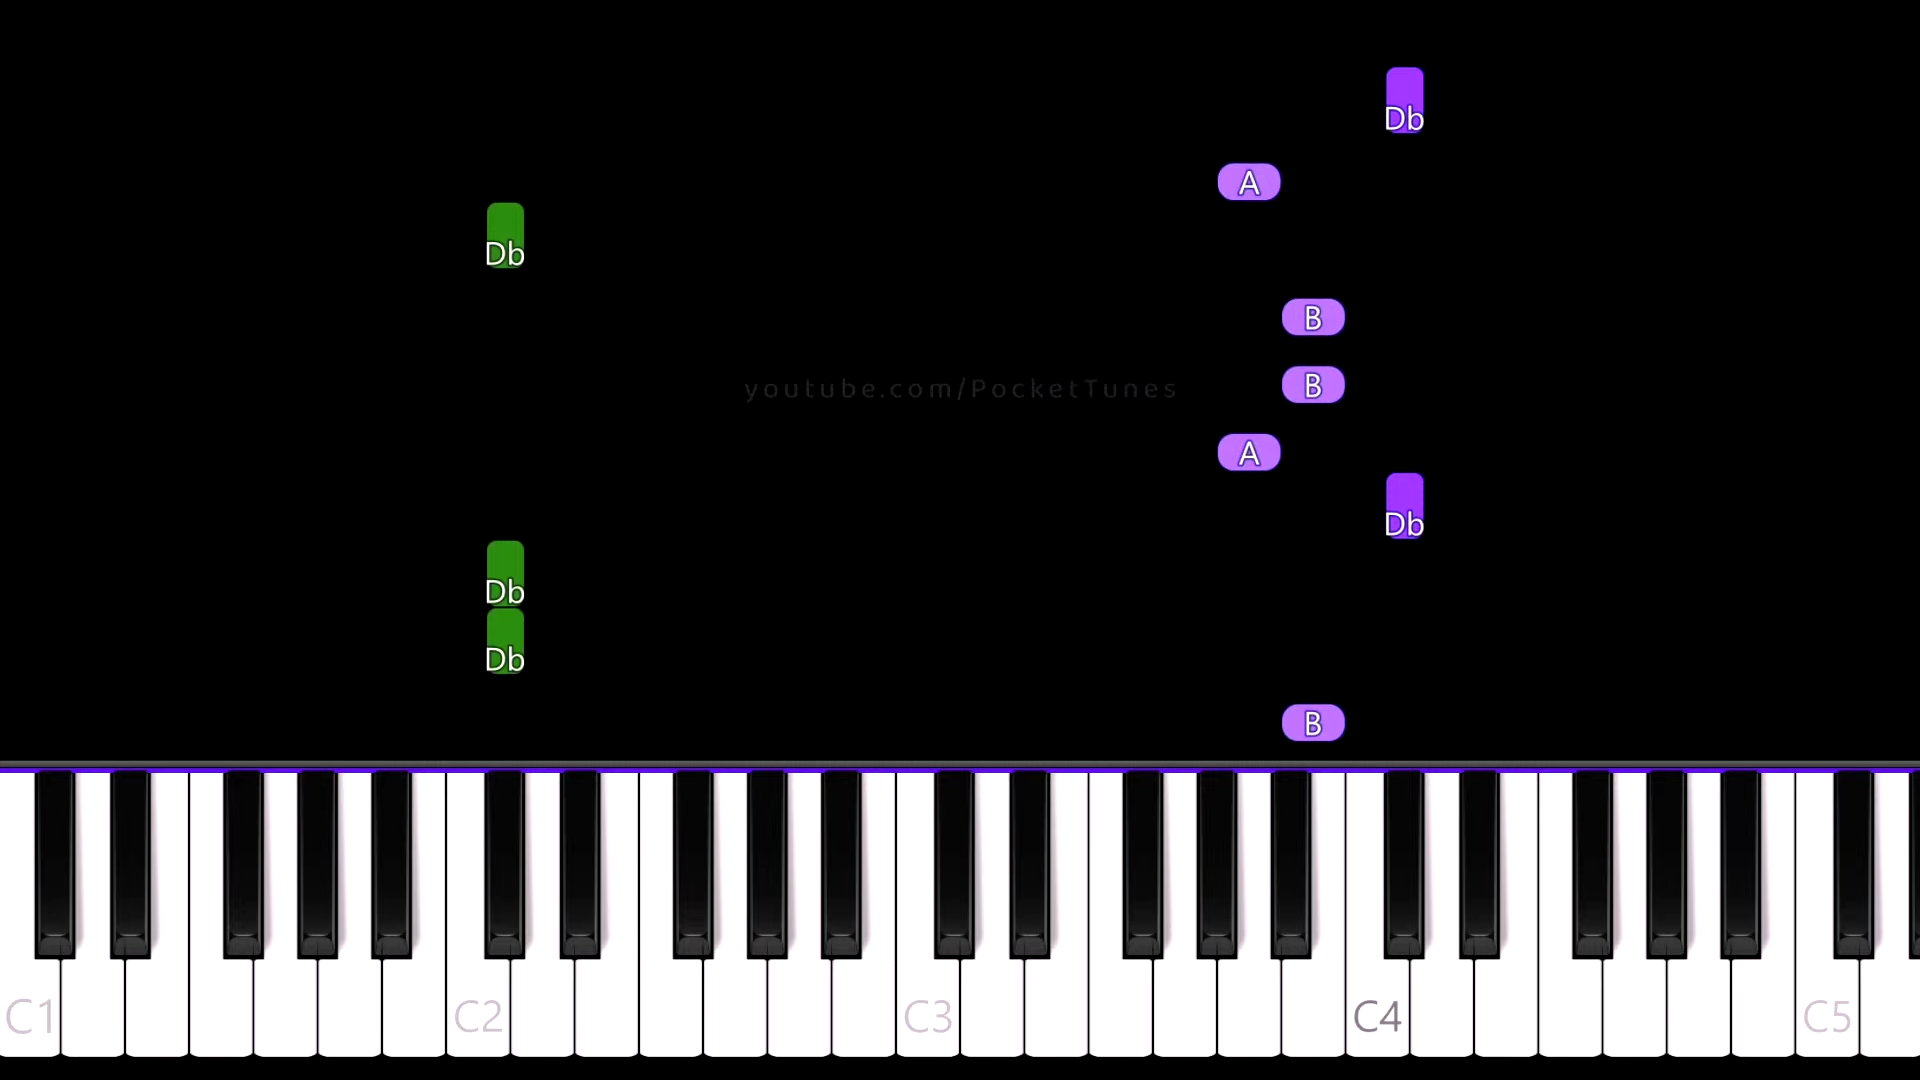 Db
A
Db
B
youtube.com/PocketTunes
B
A
Db
Db
Db
B
C1
C2
C3
C4
C5